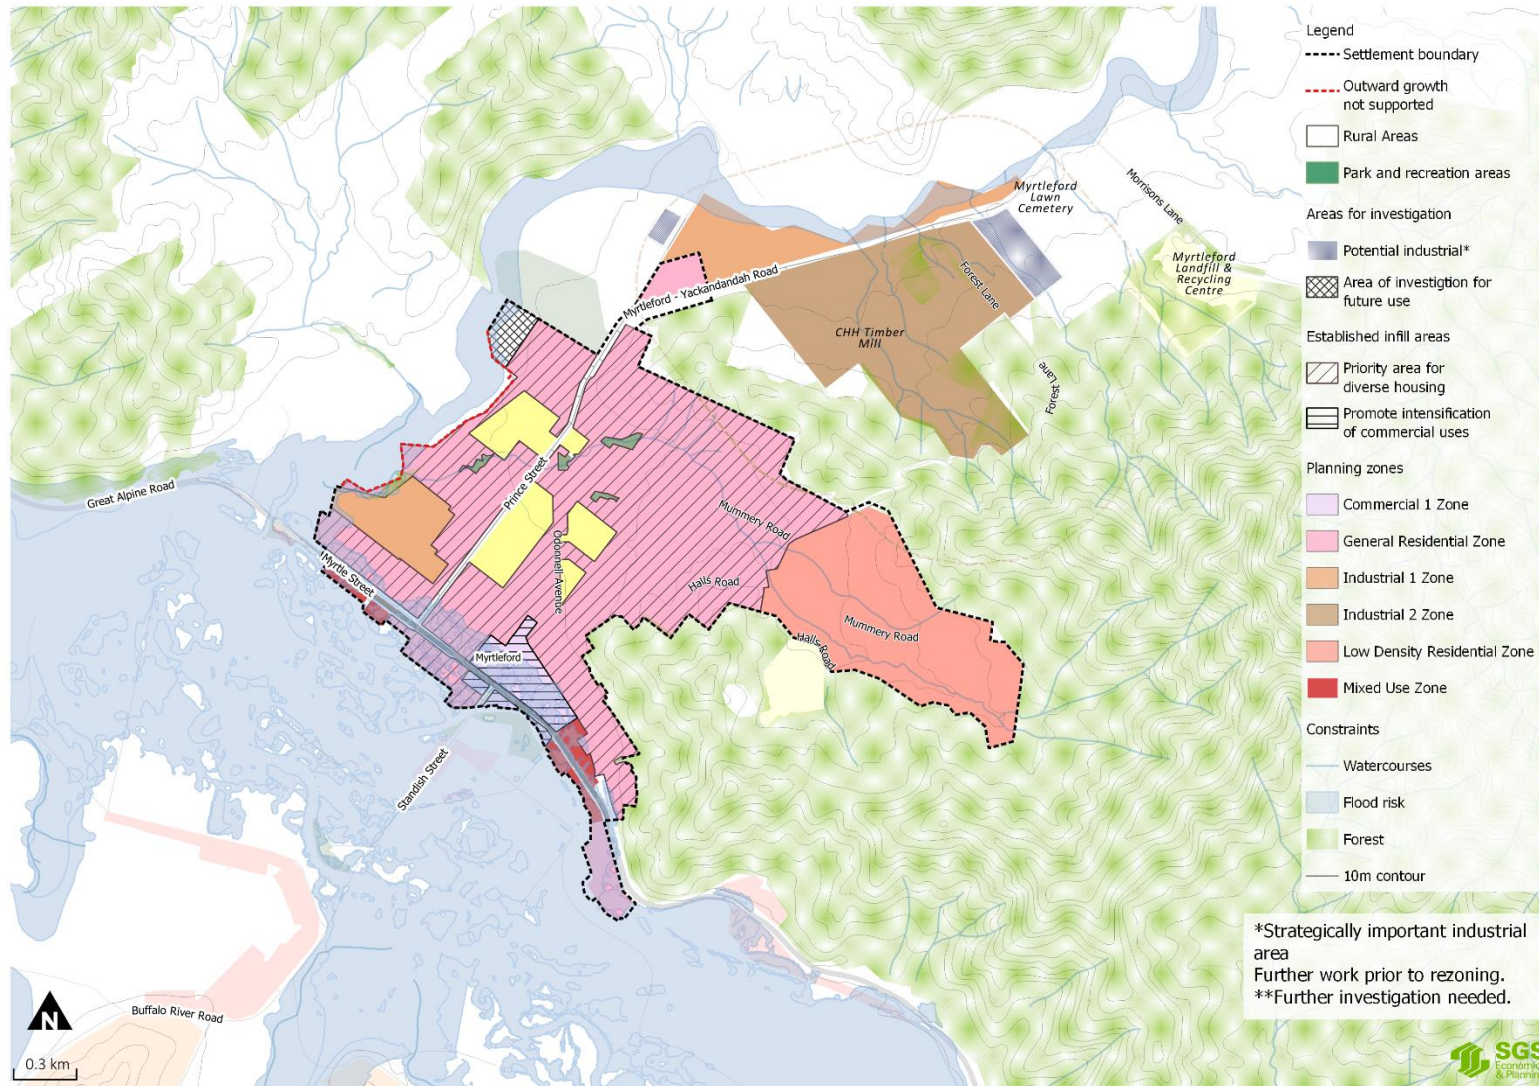 Legend
Settlement boundary
Outward growth
not supported
Rural Areas
Park and recreation areas
Areas for investigation
Potential industrial*
Area of investigtion for
future use
Established infill areas
Priority area for
diverse housing
Promote intensification
of commercial uses
Planning zones
Commercial 1 Zone
General Residential Zone
Industrial 1 Zone
Industrial 2 Zone
Low Density Residential Zone
Mixed Use Zone
Constraints
Watercourses
Flood risk
Forest
10m contour
*Strategically important industrial
area
Further work prior to rezoning.
**Further investigation needed.
SGS
Economics
& Planning
Myrtleford
Lawn
Cemetery
Morrisons Lane
Myrtleford
Landfill &
Recycling
Centre
Forest Lane
Myrtleford - Yackandandah Road
CHH Timber
Mill
Forest Lane
Great Alpine Road
Prince Street
Mummery Road
Odonnell Avenue
Myrtle Street
Halls Road
Mummery Road
Halls Road
Myrtleford
Standish Street
Buffalo River Road
N
0.3 km